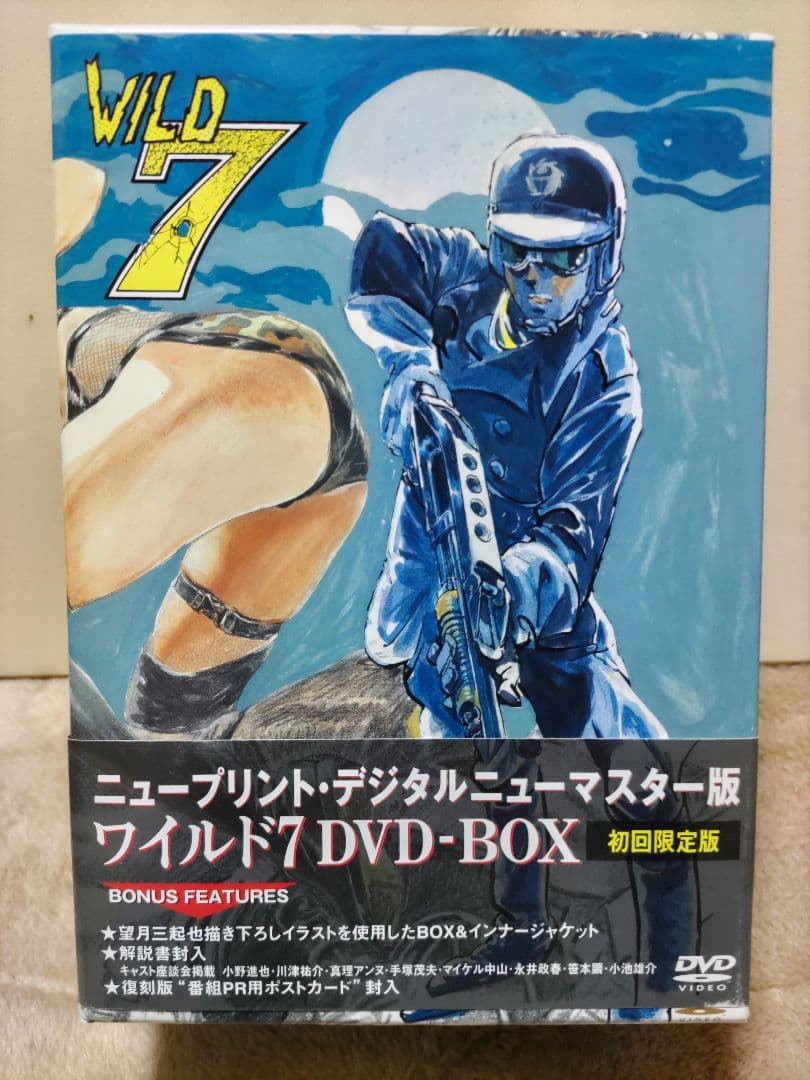 WILD
7
ニュープリント・デジタルニューマスター版
ワイルド7 DVD-BOX 初回限定版
BONUS FEATURES
★望月三起也描き下ろしイラストを使用したBOX&インナージャケット
★解説書封入
キャスト座談会掲載 小野進也・川津祐介・真理アンヌ・手塚茂夫・マイケル中山・永井政春・笹本顕・小池雄介
★復刻版“番組PR用ポストカード”封入
DVD
VIDEO
VIDEO